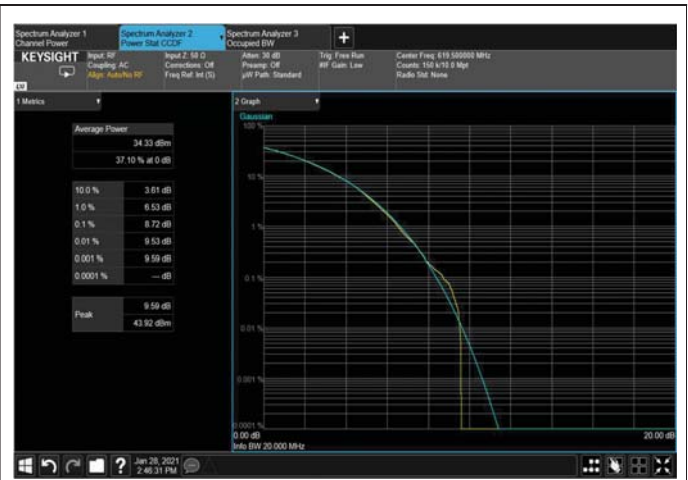 Spectrum Analyzer 1
Channel Power
Spectrum Analyzer 2
Power Stat CCDF
Spectrum Analyzer 3
Occupied BW
KEYSIGHT
Input: RF
Coupling: AC
Align: Auto/No RF
Input Z: 50 Ω
Corrections: Off
Freq Ref: Int (S)
Atten: 30 dB
Preamp: Off
µW Path: Standard
Trig: Free Run
#IF Gain: Low
Center Freq: 619.500000 MHz
Counts: 150 k/10.0 Mpt
Radio Std: None
LXI
1 Metrics
Average Power
34.33 dBm
37.10 % at 0 dB
10.0 % 3.61 dB
1.0 % 6.53 dB
0.1 % 8.72 dB
0.01 % 9.53 dB
0.001 % 9.59 dB
0.0001 % --- dB
Peak
9.59 dB
43.92 dBm
2 Graph
Gaussian
100 %
10 %
1 %
0.1 %
0.01 %
0.001 %
0.0001 %
0.00 dB
20.00 dB
Info BW 20.000 MHz
Jan 28, 2021
2:46:31 PM